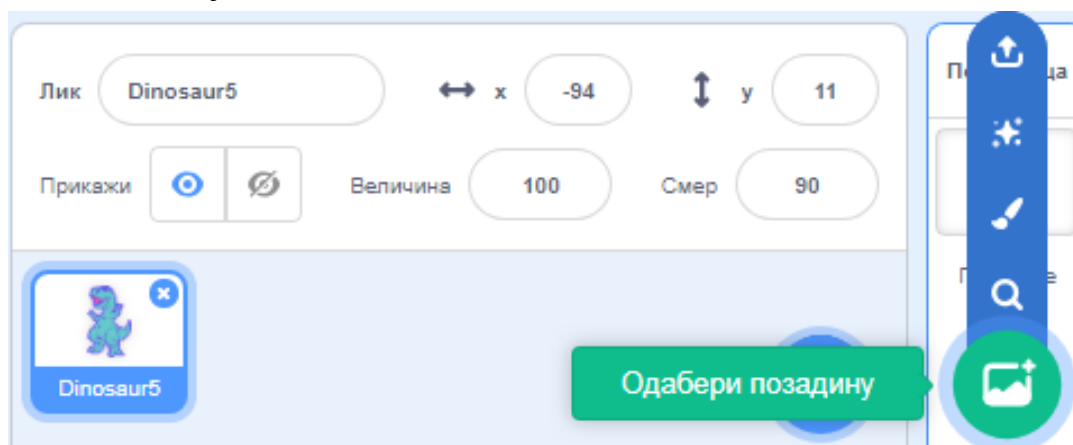 Лик Dinosaur5 x -94 y 11
Прикажи Величина 100 Смер 90
Dinosaur5
Одабери позадину